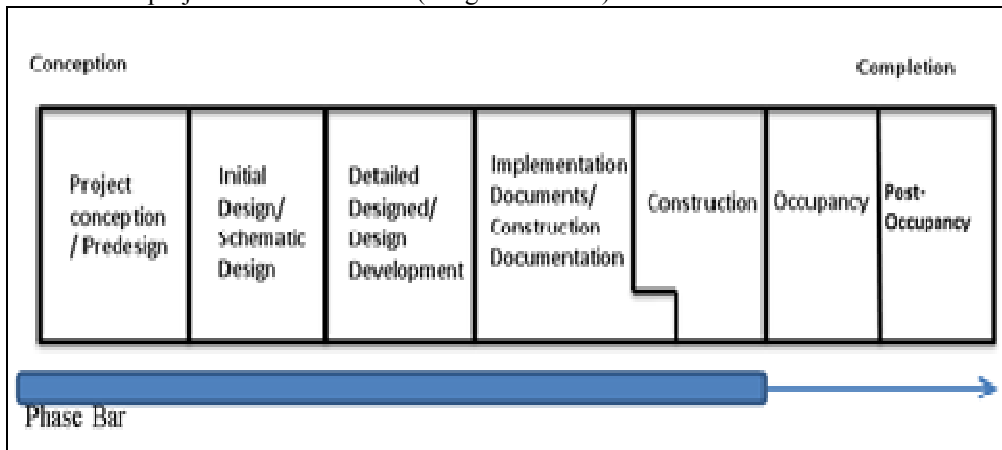 Conception
Completion
Project
conception
/ Predesign
Initial
Design/
Schematic
Design
Detailed
Designed/
Design
Development
Implementation
Documents/
Construction
Documentation
Construction
Occupancy
Post-
Occupancy
Phase Bar